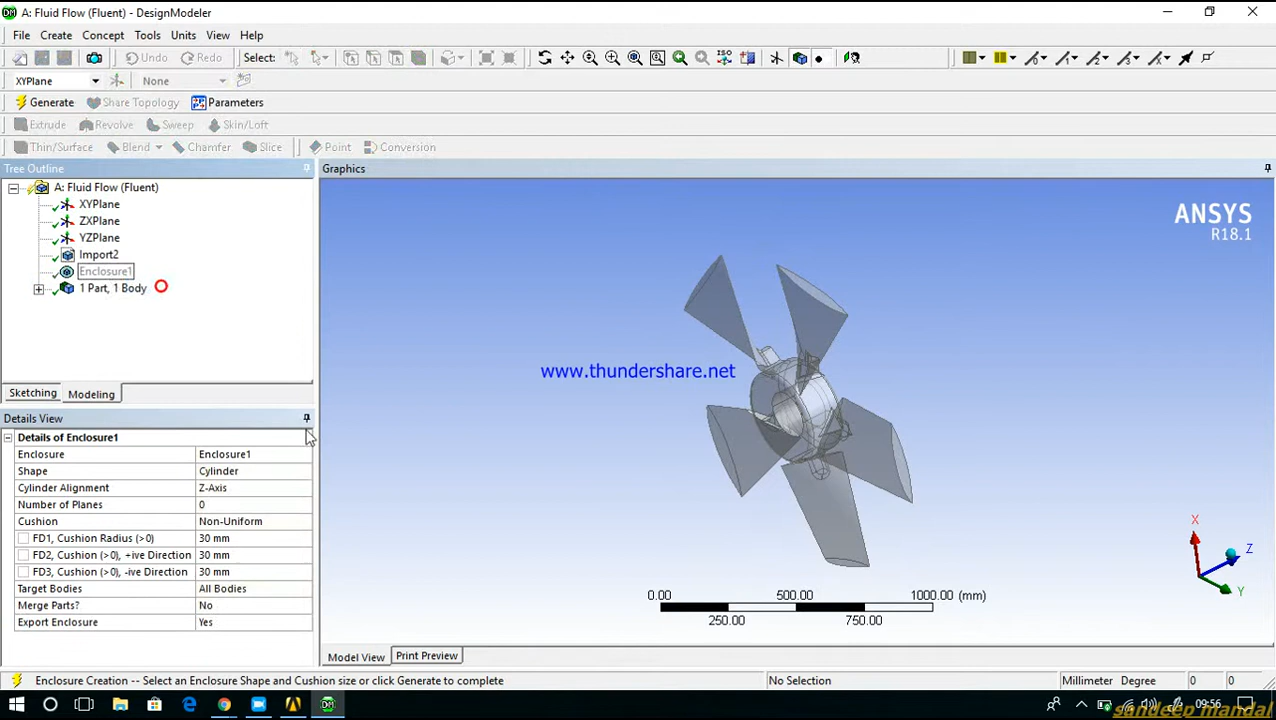 A: Fluid Flow (Fluent) - DesignModeler
File Create Concept Tools Units View Help
Undo Redo Select:
XYPlane None
Generate Share Topology Parameters
Extrude Revolve Sweep Skin/Loft
Thin/Surface Blend Chamfer Slice Point Conversion
Tree Outline
A: Fluid Flow (Fluent)
XYPlane
ZXPlane
YZPlane
Import2
Enclosure1
1 Part, 1 Body
Sketching Modeling
Details View
Details of Enclosure1
Enclosure Enclosure1
Shape Cylinder
Cylinder Alignment Z-Axis
Number of Planes 0
Cushion Non-Uniform
FD1, Cushion Radius (>0) 30 mm
FD2, Cushion (>0), +ive Direction 30 mm
FD3, Cushion (>0), -ive Direction 30 mm
Target Bodies All Bodies
Merge Parts? No
Export Enclosure Yes
Graphics
ANSYS
R18.1
www.thundershare.net
X
Z
Y
0.00 500.00 1000.00 (mm)
250.00 750.00
Model View Print Preview
Enclosure Creation -- Select an Enclosure Shape and Cushion size or click Generate to complete No Selection Millimeter Degree 0 0
DM 09:56
sandeep mandal